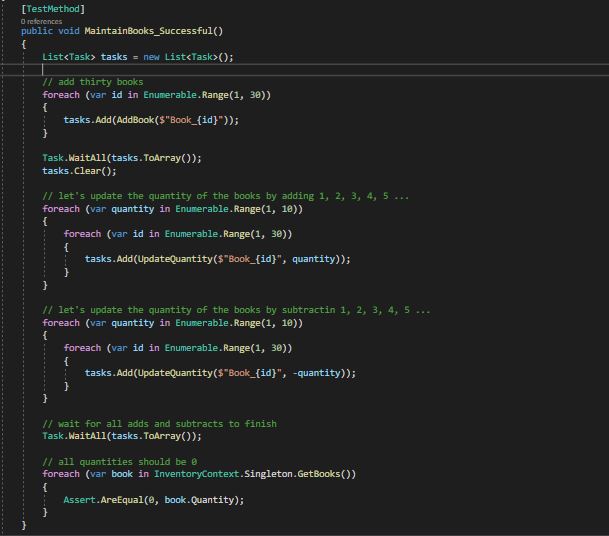 [TestMethod]
0 references
public void MaintainBooks_Successful()
{
List<Task> tasks = new List<Task>();
// add thirty books
foreach (var id in Enumerable.Range(1, 30))
{
tasks.Add(AddBook($"Book_{id}"));
}
Task.WaitAll(tasks.ToArray());
tasks.Clear();
// let's update the quantity of the books by adding 1, 2, 3, 4, 5 ...
foreach (var quantity in Enumerable.Range(1, 10))
{
foreach (var id in Enumerable.Range(1, 30))
{
tasks.Add(UpdateQuantity($"Book_{id}", quantity));
}
}
// let's update the quantity of the books by subtractin 1, 2, 3, 4, 5 ...
foreach (var quantity in Enumerable.Range(1, 10))
{
foreach (var id in Enumerable.Range(1, 30))
{
tasks.Add(UpdateQuantity($"Book_{id}", -quantity));
}
}
// wait for all adds and subtracts to finish
Task.WaitAll(tasks.ToArray());
// all quantities should be 0
foreach (var book in InventoryContext.Singleton.GetBooks())
{
Assert.AreEqual(0, book.Quantity);
}
}